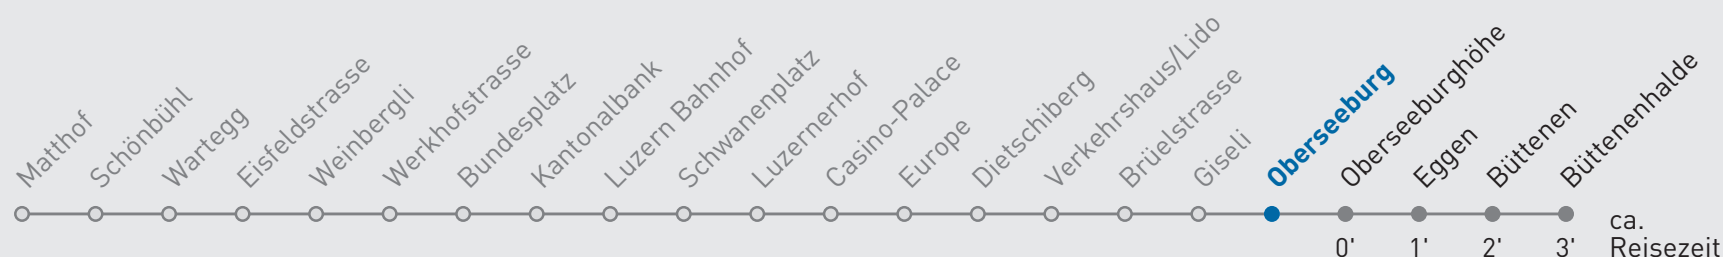 Matthof
Schönbühl
Wartegg
Eisfeldstrasse
Weinbergli
Werkhofstrasse
Bundesplatz
Kantonalbank
Luzern Bahnhof
Schwanenplatz
Luzernerhof
Casino-Palace
Europe
Dietschiberg
Verkehrshaus/Lido
Brüelstrasse
Giseli
Oberseeburg
Oberseeburghöhe
Eggen
Büttenen
Büttenhalde
ca.
0' 1' 2' 3' Reisezeit